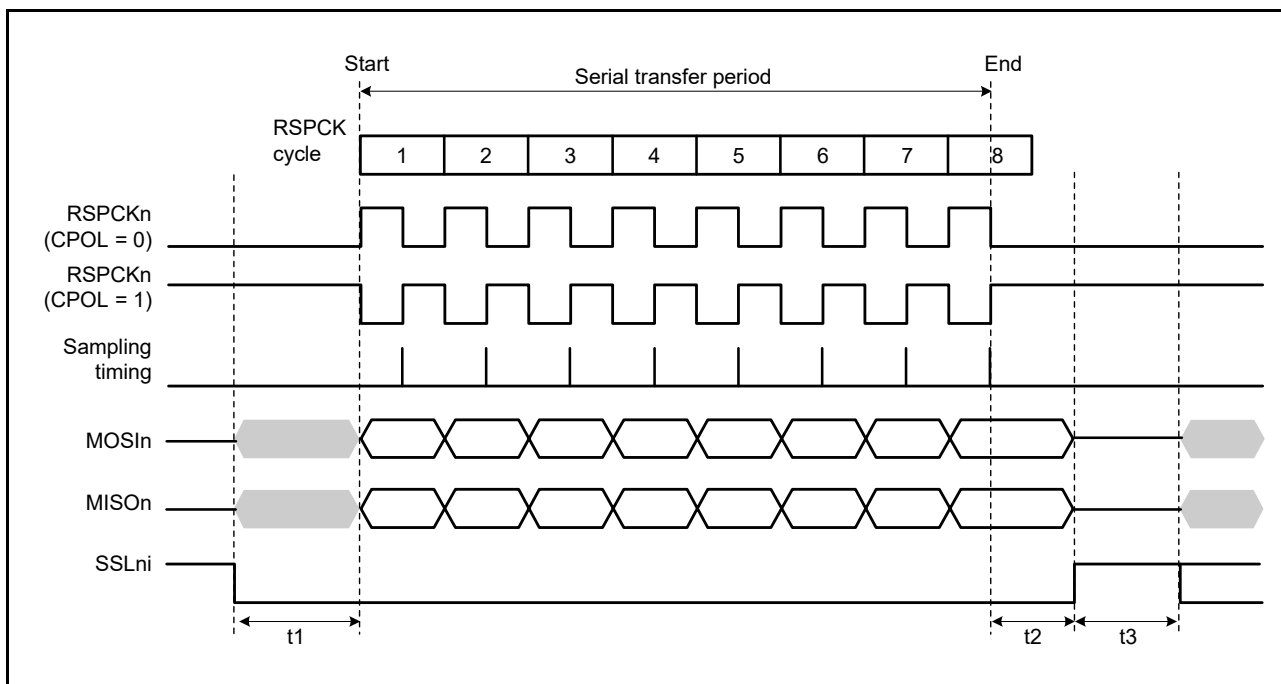 Start
Serial transfer period
End
RSPCK
cycle
1
2
3
4
5
6
7
8
RSPCKn
(CPOL = 0)
RSPCKn
(CPOL = 1)
Sampling
timing
MOSIn
MISOn
SSLni
t1
t2
t3